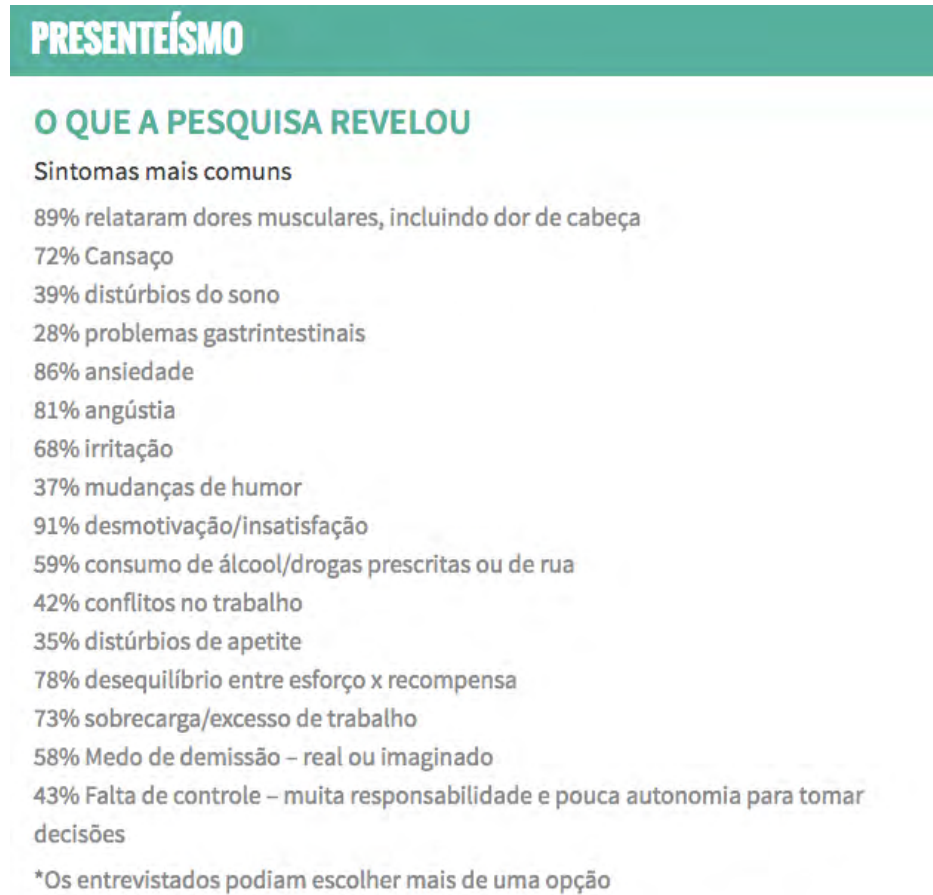 PRESENTEÍSMO
O QUE A PESQUISA REVELOU
Sintomas mais comuns
89% relataram dores musculares, incluindo dor de cabeça
72% Cansaço
39% distúrbios do sono
28% problemas gastrintestinais
86% ansiedade
81% angústia
68% irritação
37% mudanças de humor
91% desmotivação/insatisfação
59% consumo de álcool/drogas prescritas ou de rua
42% conflitos no trabalho
35% distúrbios de apetite
78% desequilíbrio entre esforço x recompensa
73% sobrecarga/excesso de trabalho
58% Medo de demissão – real ou imaginado
43% Falta de controle – muita responsabilidade e pouca autonomia para tomar
decisões
*Os entrevistados podiam escolher mais de uma opção